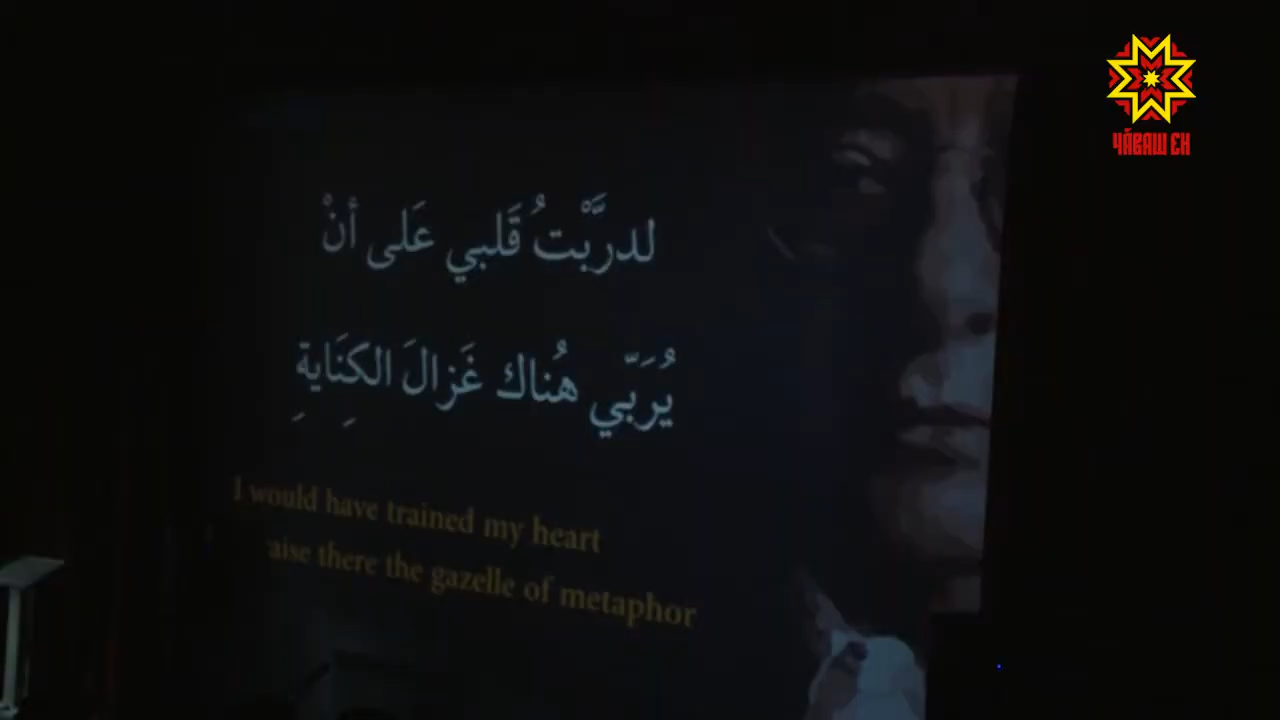 ЧӐВАШ ЕН
لدرَّبْتُ قَلبي عَلى أنْ
يُرَبّي هُناك غَزالَ الكِنَايةِ
I would have trained my heart
there the gazelle of metaphor